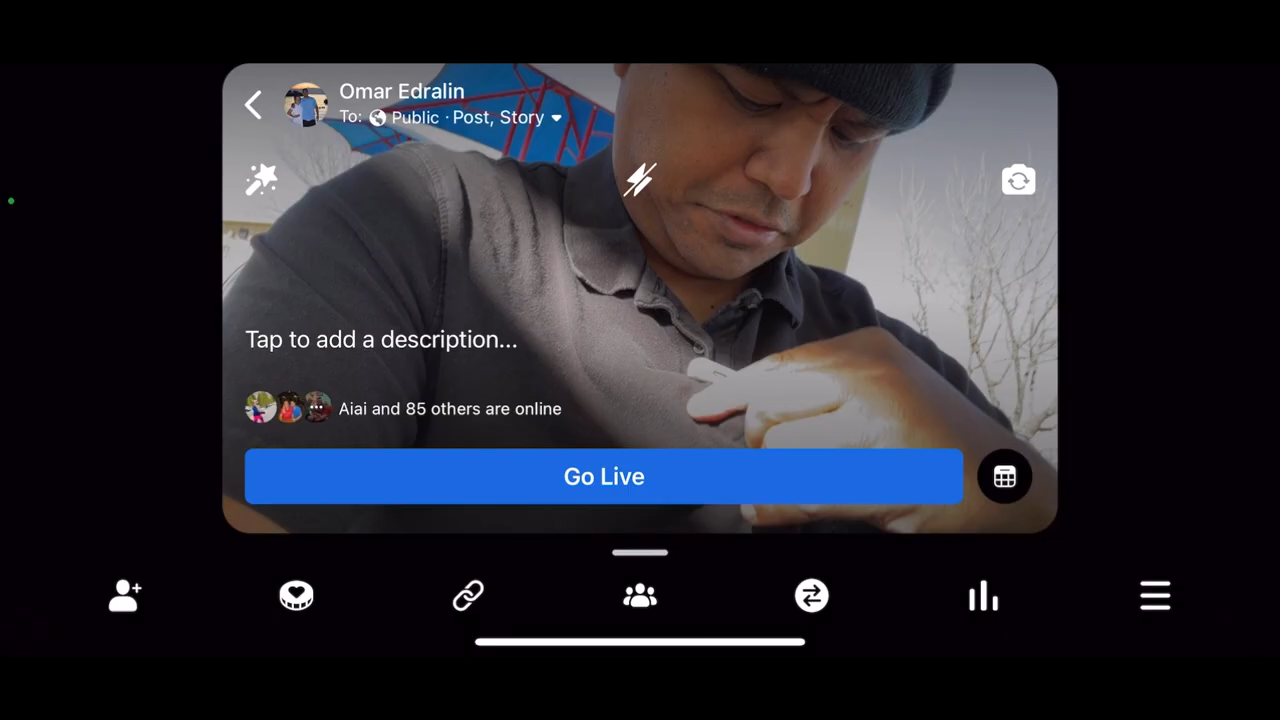 Omar Edralin
To: Public · Post, Story
Tap to add a description...
Aiai and 85 others are online
Go Live